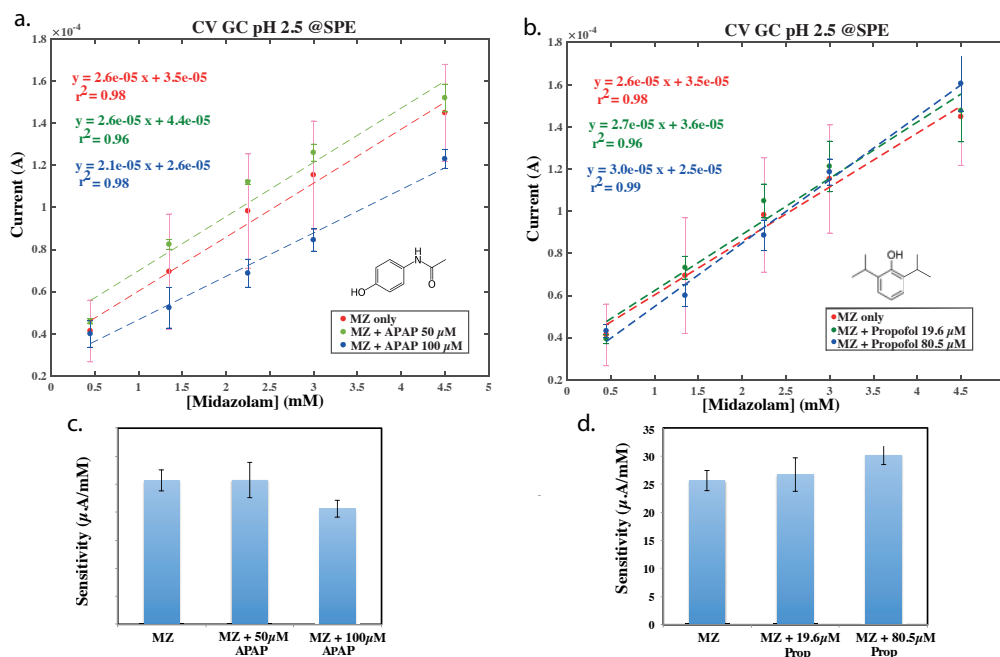 a.
CV GC pH 2.5 @SPE
×10-4
1.8
1.6
1.4
1.2
1
0.8
0.6
0.4
0.2
Current (A)
y = 2.6e-05 x + 3.5e-05
r2 = 0.98
y = 2.6e-05 x + 4.4e-05
r2 = 0.96
y = 2.1e-05 x + 2.6e-05
r2 = 0.98
H
N
O
HO
MZ only
MZ + APAP 50 μM
MZ + APAP 100 μM
0 0.5 1 1.5 2 2.5 3 3.5 4 4.5 5
[Midazolam] (mM)
b.
CV GC pH 2.5 @SPE
×10-4
1.8
1.6
1.4
1.2
1
0.8
0.6
0.4
0.2
Current (A)
y = 2.6e-05 x + 3.5e-05
r2 = 0.98
y = 2.7e-05 x + 3.6e-05
r2 = 0.96
y = 3.0e-05 x + 2.5e-05
r2 = 0.99
OH
MZ only
MZ + Propofol 19.6 μM
MZ + Propofol 80.5 μM
0 0.5 1 1.5 2 2.5 3 3.5 4 4.5 5
[Midazolam] (mM)
c.
Sensitivity (μ.A/mM)
MZ
MZ + 50μM
APAP
MZ + 100μM
APAP
d.
35
30
25
20
15
10
5
0
Sensitivity (μ.A/mM)
MZ
MZ + 19.6μM
Prop
MZ + 80.5μM
Prop